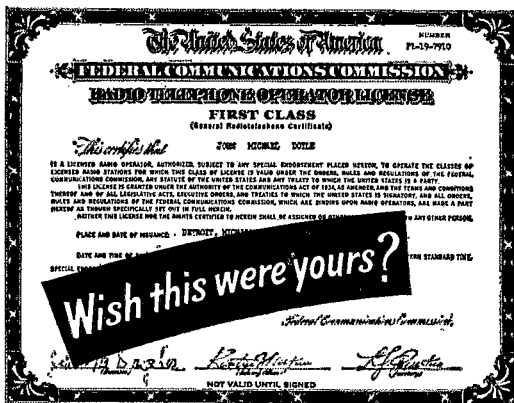 The United States of America
NUMBER
P1-19-7910
FEDERAL COMMUNICATIONS COMMISSION
RADIO TELEPHONE OPERATOR LICENSE
FIRST CLASS
(General Radiotelephone Certificate)
This certifies that
JOHN MICHAEL DOYLE
IS A LICENSED RADIO OPERATOR, AUTHORIZED, SUBJECT TO ANY SPECIAL ENDORSEMENT PLACED HEREON, TO OPERATE THE CLASSES OF
LICENSED RADIO STATIONS FOR WHICH THIS CLASS OF LICENSE IS VALID UNDER THE ORDERS, RULES AND REGULATIONS OF THE FEDERAL
COMMUNICATIONS COMMISSION, ANY STATUTE OF THE UNITED STATES AND ANY TREATY TO WHICH THE UNITED STATES IS A PARTY.
THIS LICENSE IS GRANTED UNDER THE AUTHORITY OF THE COMMUNICATIONS ACT OF 1934, AS AMENDED, AND THE TERMS AND CONDITIONS
THEREOF AND OF ALL LEGISLATIVE ACTS, EXECUTIVE ORDERS, AND TREATIES TO WHICH THE UNITED STATES IS SIGNATORY, AND ALL ORDERS,
RULES AND REGULATIONS OF THE FEDERAL COMMUNICATIONS COMMISSION, WHICH ARE BINDING UPON RADIO OPERATORS, ARE MADE A PART
HEREOF AS THOUGH SPECIFICALLY SET OUT IN FULL HEREIN.
NEITHER THIS LICENSE NOR THE RIGHTS CERTIFIED TO HEREIN SHALL BE ASSIGNED OR TO ANY OTHER PERSON.
PLACE AND DATE OF ISSUANCE: DETROIT,
DATE AND TIME OF STANDARD TIME,
SPECIAL
Wish this were yours?
Federal Communications Commission.
NOT VALID UNTIL SIGNED